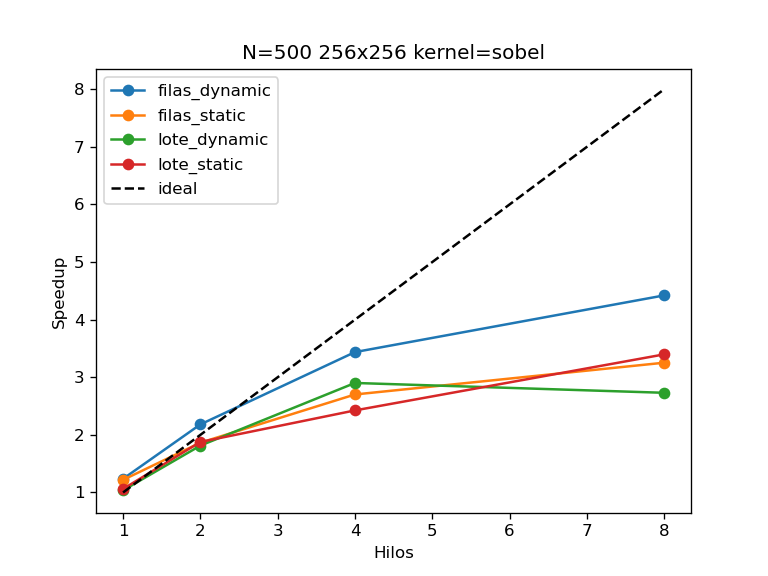 N=500 256x256 kernel=sobel
filas_dynamic
filas_static
lote_dynamic
lote_static
ideal
8
7
6
5
4
3
2
1
Speedup
1 2 3 4 5 6 7 8
Hilos